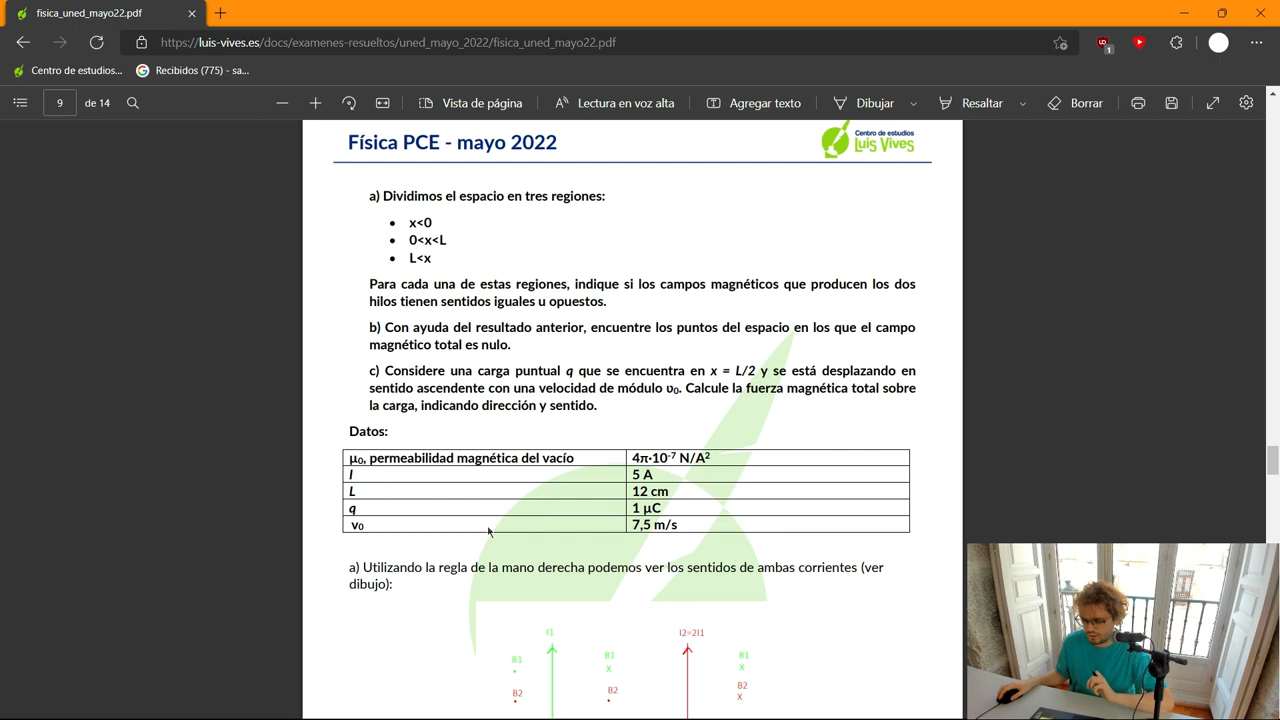 fisica_uned_mayo22.pdf
https://luis-vives.es/docs/examenes-resueltos/uned_mayo_2022/fisica_uned_mayo22.pdf
1
Centro de estudios...
Recibidos (775) - sa...
9 de 14
Vista de página
Lectura en voz alta
Agregar texto
Dibujar
Resaltar
Borrar
Física PCE - mayo 2022
Centro de estudios
Luis Vives
a) Dividimos el espacio en tres regiones:
• x<0
• 0<x<L
• L<x
Para cada una de estas regiones, indique si los campos magnéticos que producen los dos
hilos tienen sentidos iguales u opuestos.
b) Con ayuda del resultado anterior, encuentre los puntos del espacio en los que el campo
magnético total es nulo.
c) Considere una carga puntual q que se encuentra en x = L/2 y se está desplazando en
sentido ascendente con una velocidad de módulo υ₀. Calcule la fuerza magnética total sobre
la carga, indicando dirección y sentido.
Datos:
μ₀, permeabilidad magnética del vacío 4π·10⁻⁷ N/A²
I 5 A
L 12 cm
q 1 μC
v₀ 7,5 m/s
a) Utilizando la regla de la mano derecha podemos ver los sentidos de ambas corrientes (ver
dibujo):
I1 I2=2I1
B1 B1 B1
X X
B2 B2 B2
X